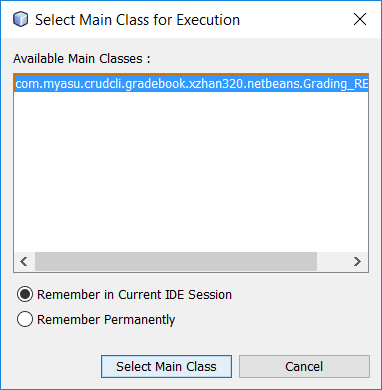 Select Main Class for Execution
Available Main Classes :
com.myasu.crudcli.gradebook.xzhan320.netbeans.Grading_RE
Remember in Current IDE Session
Remember Permanently
Select Main Class
Cancel